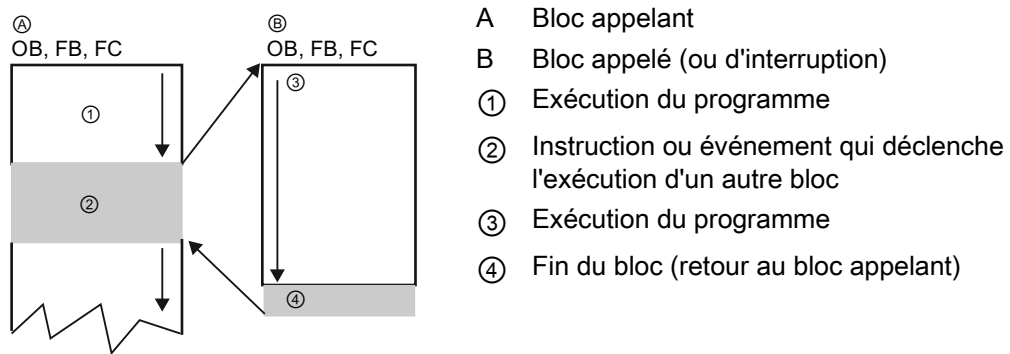 Ⓐ
OB, FB, FC
Ⓑ
OB, FB, FC
①
②
③
④
A Bloc appelant
B Bloc appelé (ou d'interruption)
① Exécution du programme
② Instruction ou événement qui déclenche
l'exécution d'un autre bloc
③ Exécution du programme
④ Fin du bloc (retour au bloc appelant)